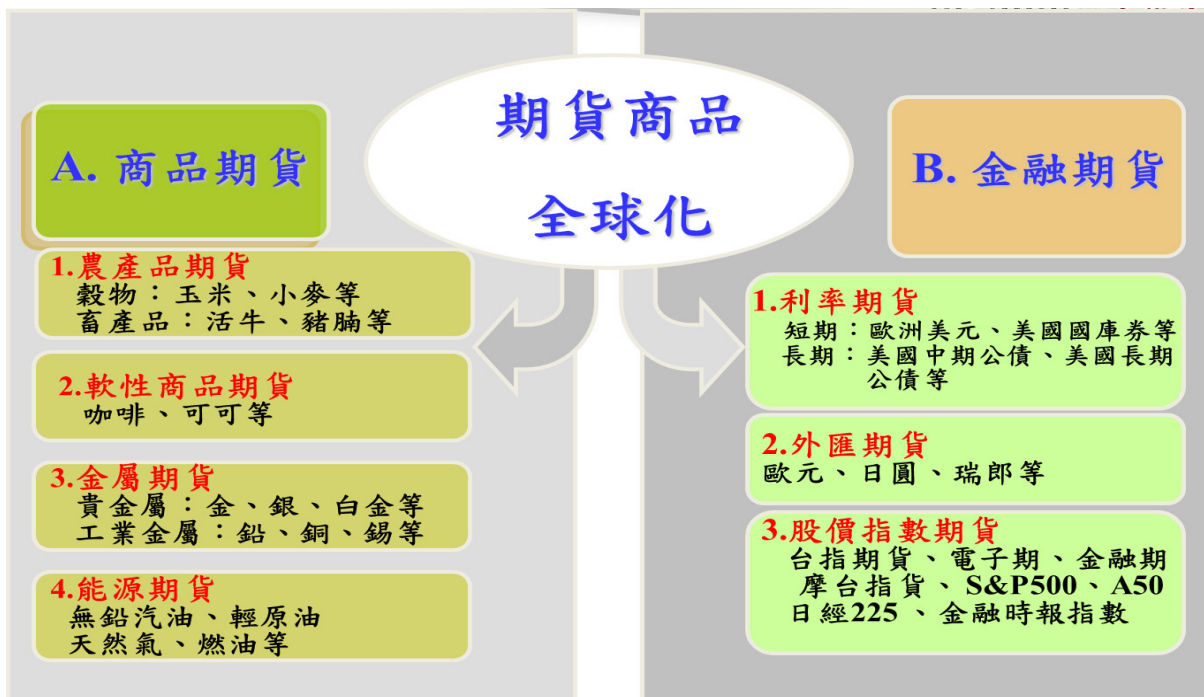 期貨商品
全球化
A. 商品期貨
1.農產品期貨
穀物：玉米、小麥等
畜產品：活牛、豬腩等
2.軟性商品期貨
咖啡、可可等
3.金屬期貨
貴金屬：金、銀、白金等
工業金屬：鉛、銅、錫等
4.能源期貨
無鉛汽油、輕原油
天然氣、燃油等
B. 金融期貨
1.利率期貨
短期：歐洲美元、美國國庫券等
長期：美國中期公債、美國長期
公債等
2.外匯期貨
歐元、日圓、瑞郎等
3.股價指數期貨
台指期貨、電子期、金融期
摩台指貨、S&P500、A50
日經225、金融時報指數